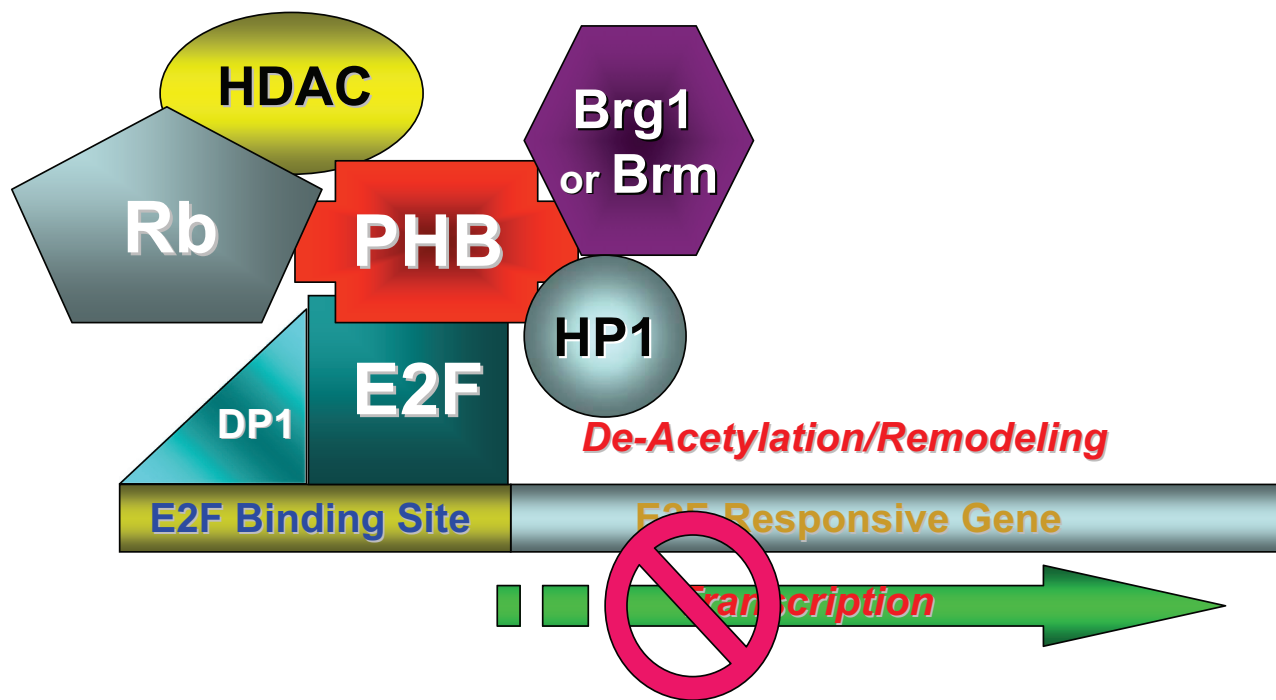 HDAC
Brg1
or Brm
Rb
PHB
HP1
E2F
DP1
De-Acetylation/Remodeling
E2F Binding Site
E2F Responsive Gene
Transcription